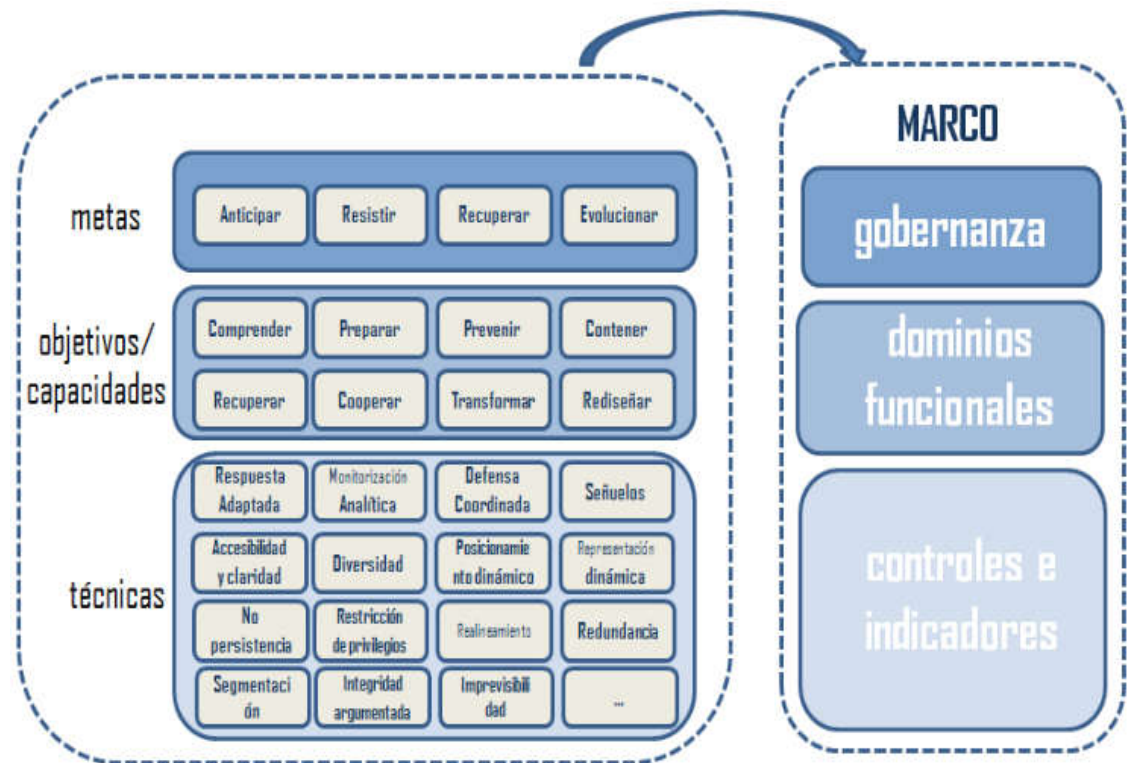 MARCO
metas
Anticipar
Resistir
Recuperar
Evolucionar
gobernanza
objetivos/
capacidades
Comprender
Preparar
Prevenir
Contener
Recuperar
Cooperar
Transformar
Rediseñar
dominios
funcionales
técnicas
Respuesta
Adaptada
Monitorización
Analítica
Defensa
Coordinada
Señuelos
Accesibilidad
y claridad
Diversidad
Posicionamie
nto dinámico
Representación
dinámica
No
persistencia
Restricción
de privilegios
Realineamiento
Redundancia
Segmentaci
ón
Integridad
argumentada
Imprevisibili
dad
...
controles e
indicadores